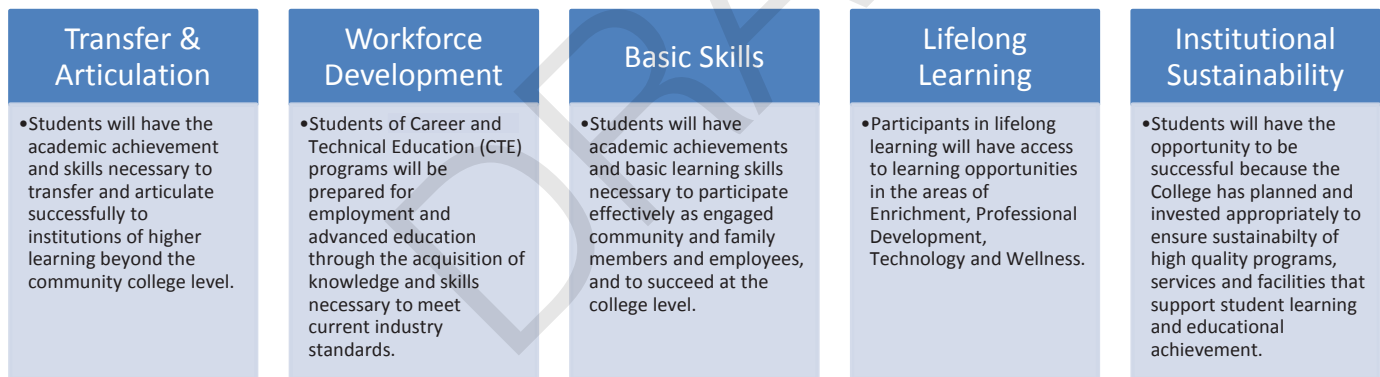 Transfer &
Articulation
•Students will have the
academic achievement
and skills necessary to
transfer and articulate
successfully to
institutions of higher
learning beyond the
community college level.
Workforce
Development
•Students of Career and
Technical Education (CTE)
programs will be
prepared for
employment and
advanced education
through the acquisition of
knowledge and skills
necessary to meet
current industry
standards.
Basic Skills
•Students will have
academic achievements
and basic learning skills
necessary to participate
effectively as engaged
community and family
members and employees,
and to succeed at the
college level.
Lifelong
Learning
•Participants in lifelong
learning will have access
to learning opportunities
in the areas of
Enrichment, Professional
Development,
Technology and Wellness.
Institutional
Sustainability
•Students will have the
opportunity to be
successful because the
College has planned and
invested appropriately to
ensure sustainabilty of
high quality programs,
services and facilities that
support student learning
and educational
achievement.